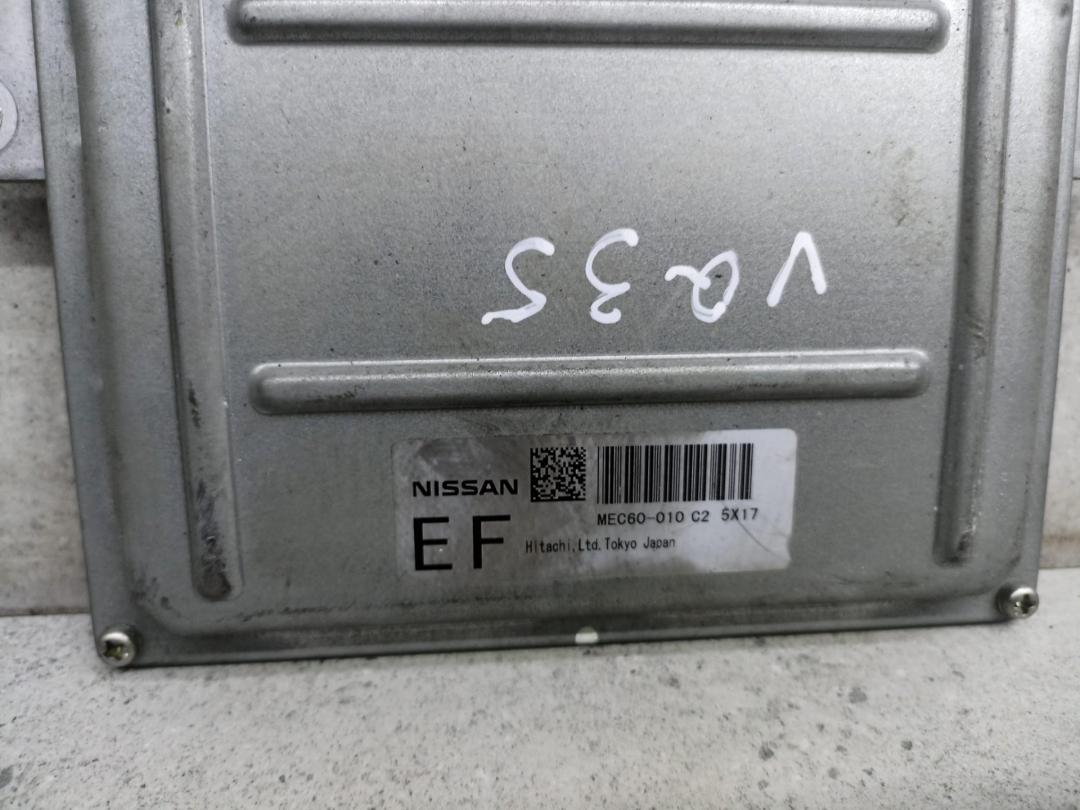 VQ35
NISSAN
MEC60-010 C2 5X17
EF
Hitachi,Ltd.Tokyo Japan